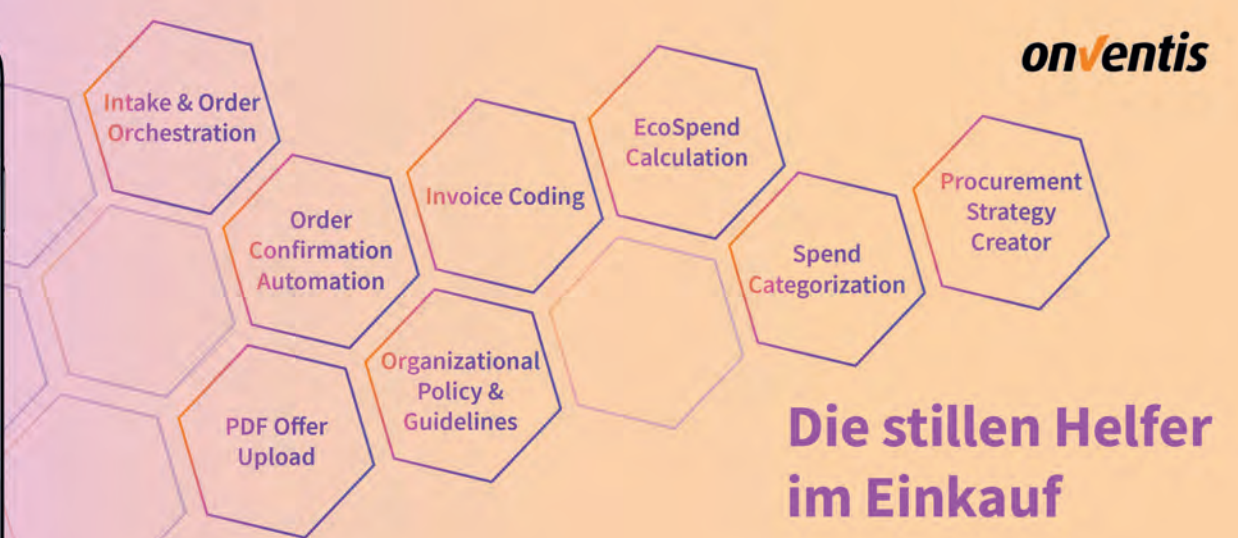 onventis
Intake & Order
Orchestration
Order
Confirmation
Automation
Invoice Coding
EcoSpend
Calculation
Spend
Categorization
Procurement
Strategy
Creator
PDF Offer
Upload
Organizational
Policy &
Guidelines
Die stillen Helfer
im Einkauf